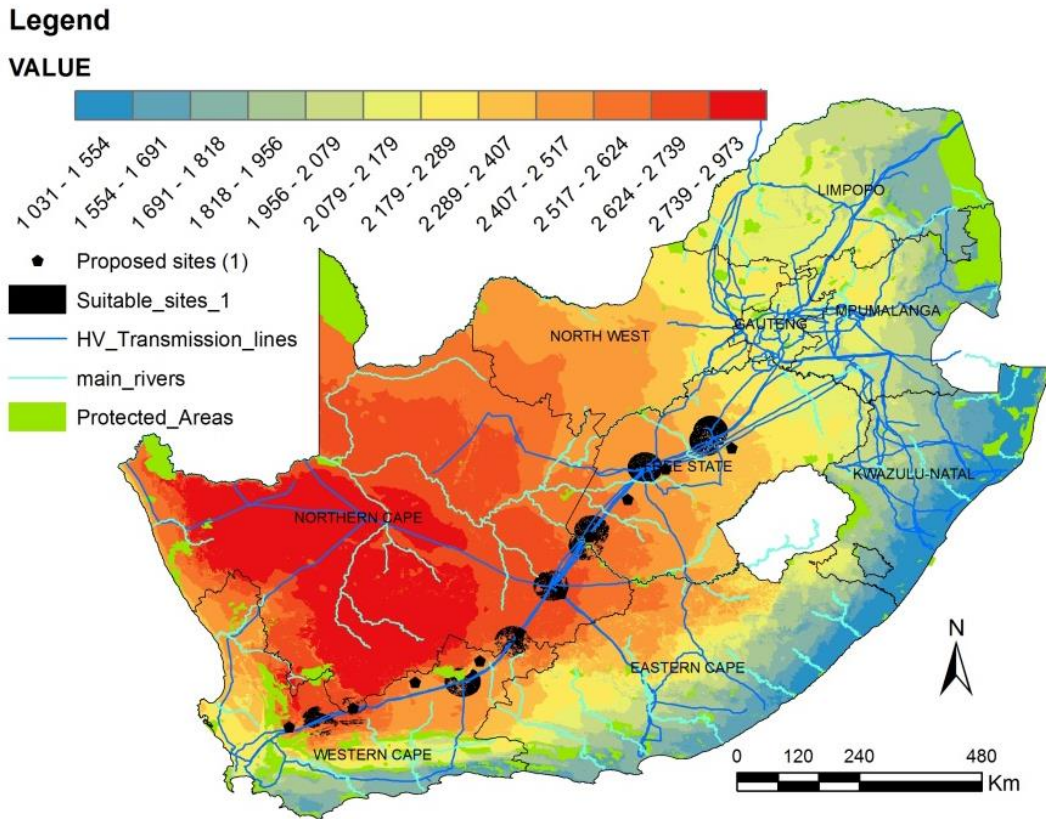 Legend
VALUE
1 031 - 1 554
1 554 - 1 691
1 691 - 1 818
1 818 - 1 956
1 956 - 2 079
2 079 - 2 179
2 179 - 2 289
2 289 - 2 407
2 407 - 2 517
2 517 - 2 624
2 624 - 2 739
2 739 - 2 973
Proposed sites (1)
Suitable_sites_1
HV_Transmission_lines
main_rivers
Protected_Areas
LIMPOPO
MPUMALANGA
GAUTENG
NORTH WEST
FREE STATE
KWAZULU-NATAL
NORTHERN CAPE
EASTERN CAPE
WESTERN CAPE
N
0 120 240 480
Km